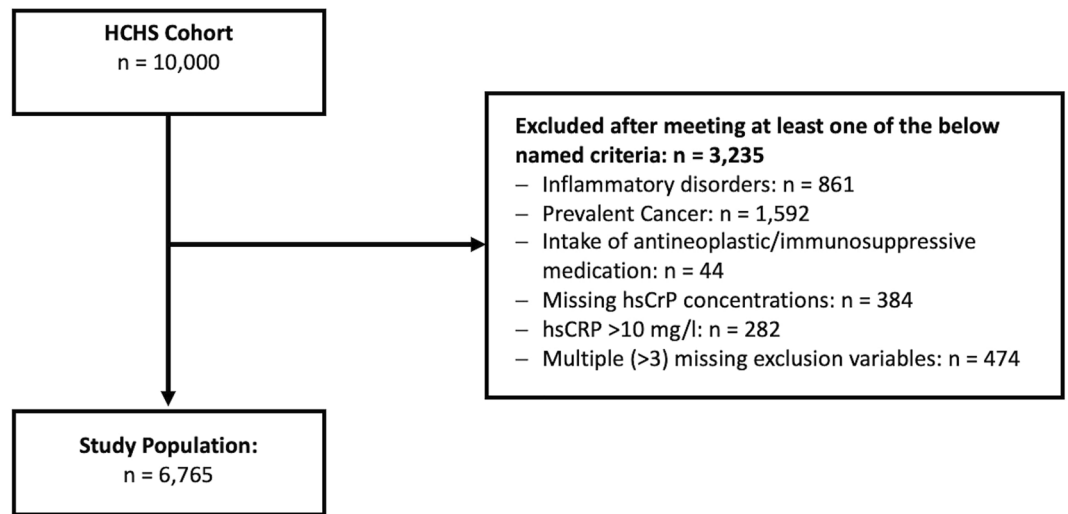 HCHS Cohort
n = 10,000
Excluded after meeting at least one of the below
named criteria: n = 3,235
– Inflammatory disorders: n = 861
– Prevalent Cancer: n = 1,592
– Intake of antineoplastic/immunosuppressive
medication: n = 44
– Missing hsCrP concentrations: n = 384
– hsCRP >10 mg/l: n = 282
– Multiple (>3) missing exclusion variables: n = 474
Study Population:
n = 6,765